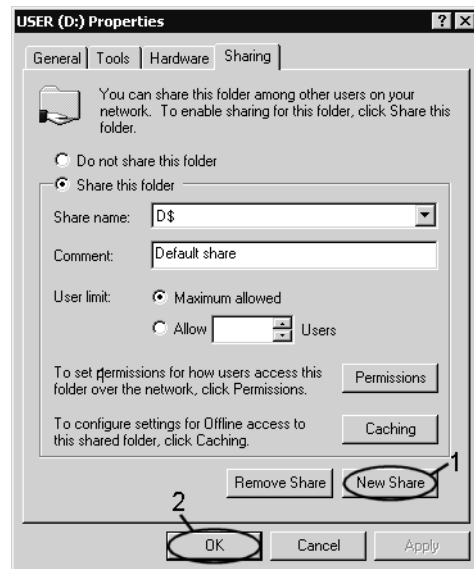 USER (D:) Properties
? X
General Tools Hardware Sharing
You can share this folder among other users on your
network. To enable sharing for this folder, click Share this
folder.
Do not share this folder
Share this folder
Share name: D$
Comment: Default share
User limit: Maximum allowed
Allow Users
To set permissions for how users access this
folder over the network, click Permissions.
Permissions
To configure settings for Offline access to
this shared folder, click Caching.
Caching
1
Remove Share New Share
2
OK Cancel Apply